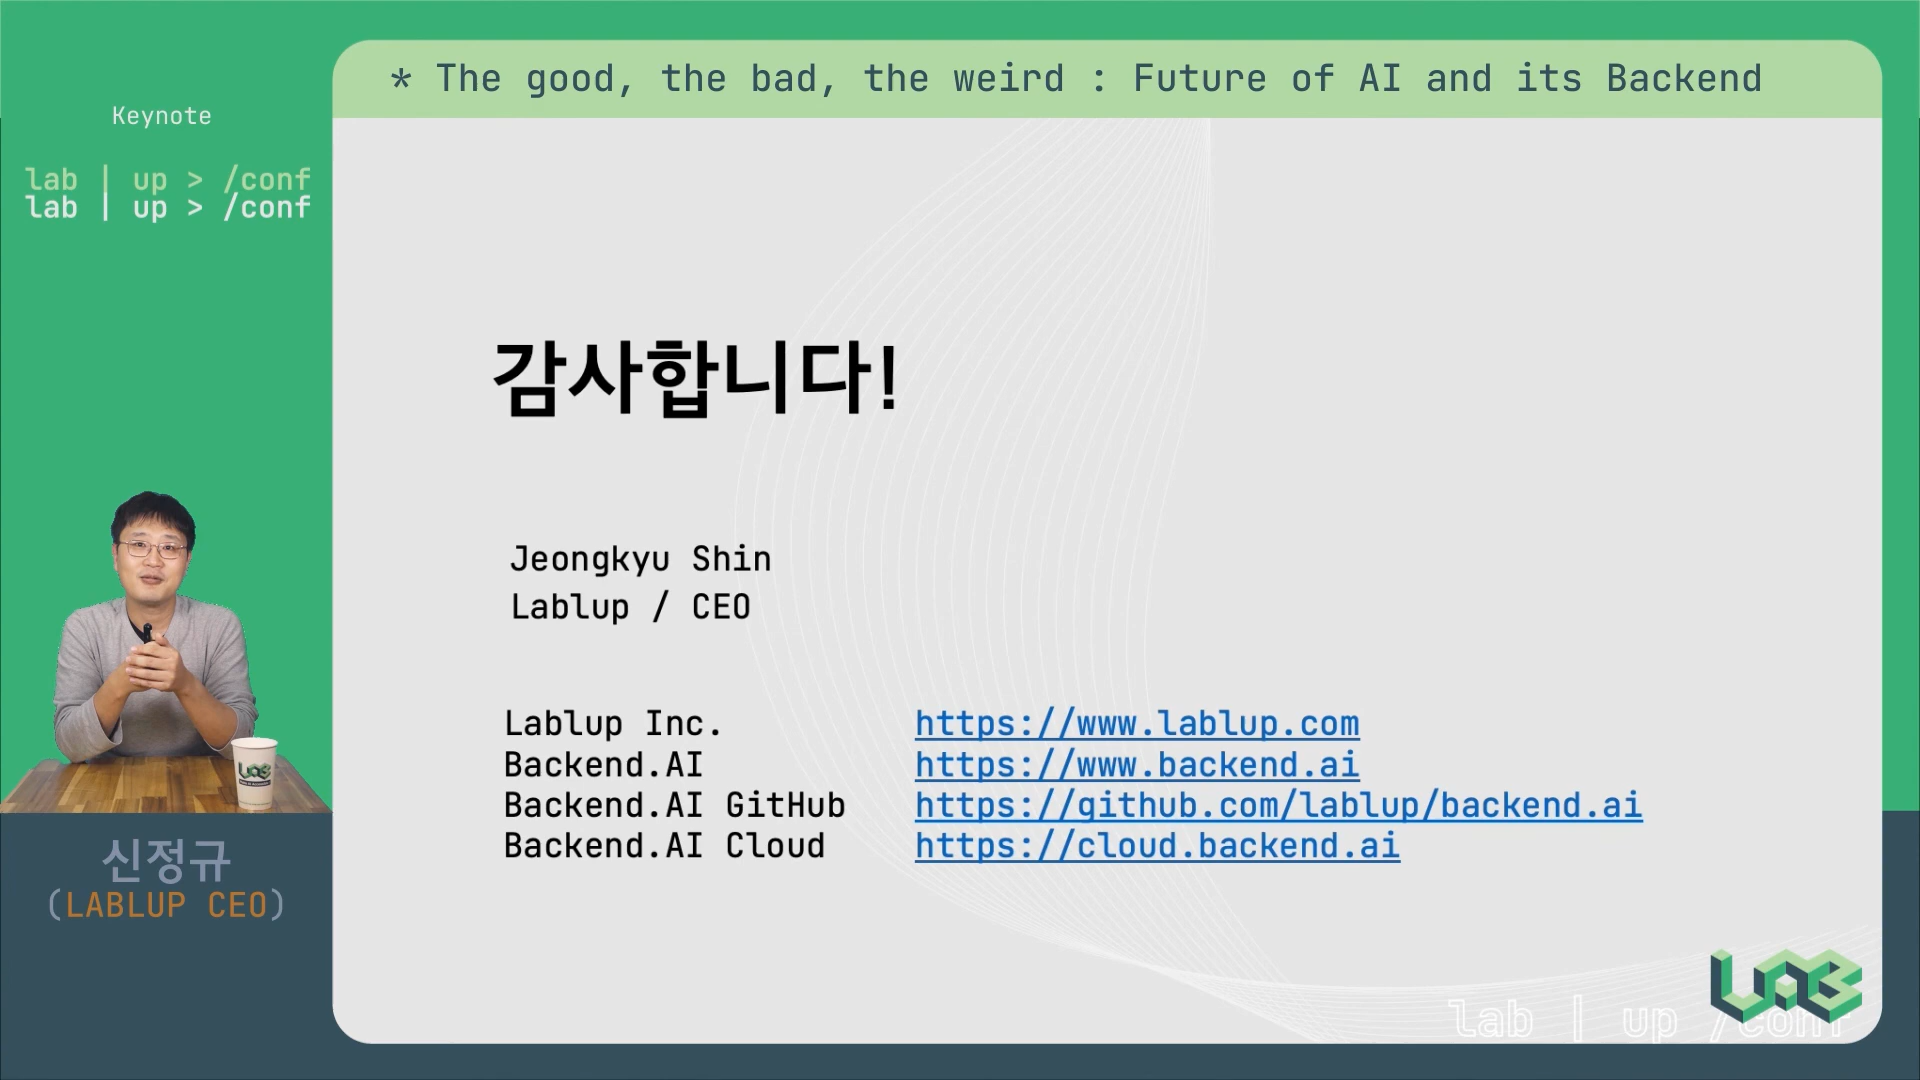 * The good, the bad, the weird : Future of AI and its Backend
Keynote
lab | up > /conf
lab | up > /conf
감사합니다!
Jeongkyu Shin
Lablup / CEO
Lablup Inc. https://www.lablup.com
Backend.AI https://www.backend.ai
Backend.AI GitHub https://github.com/lablup/backend.ai
Backend.AI Cloud https://cloud.backend.ai
신정규
(LABLUP CEO)
LAB
lab | up /conf